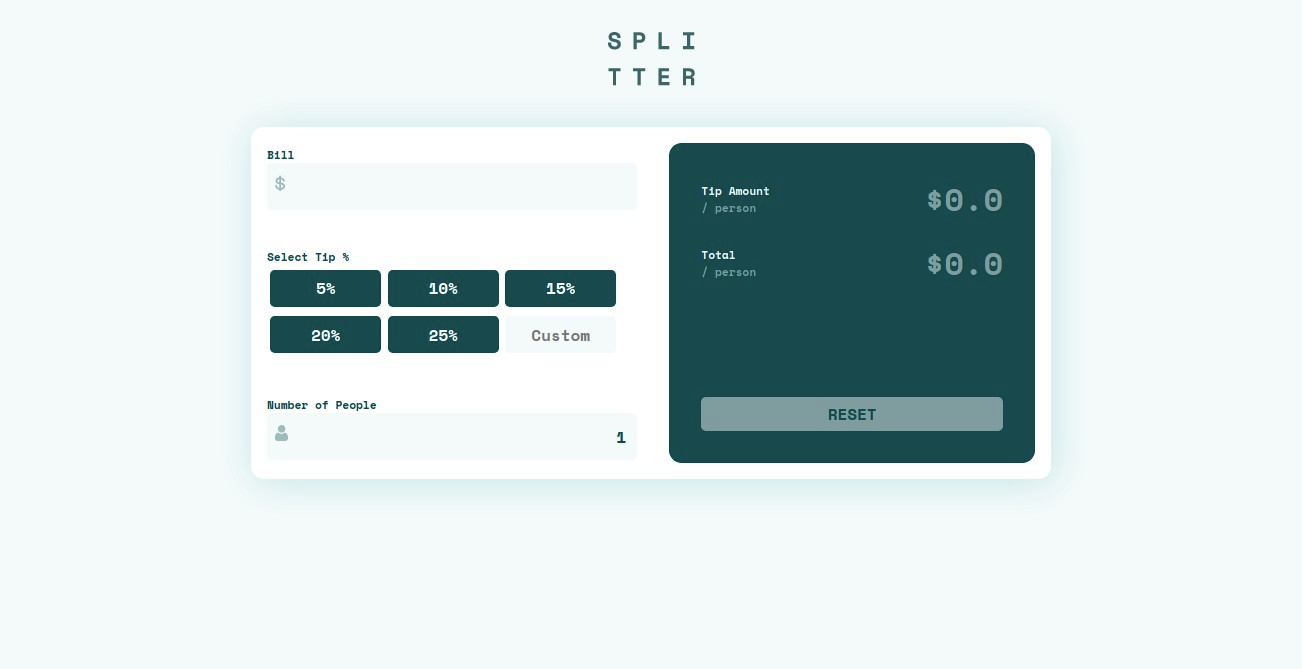 SPLI
TTER
Bill
$
Select Tip %
5% 10% 15%
20% 25% Custom
Number of People
1
Tip Amount
/ person
$0.0
Total
/ person
$0.0
RESET